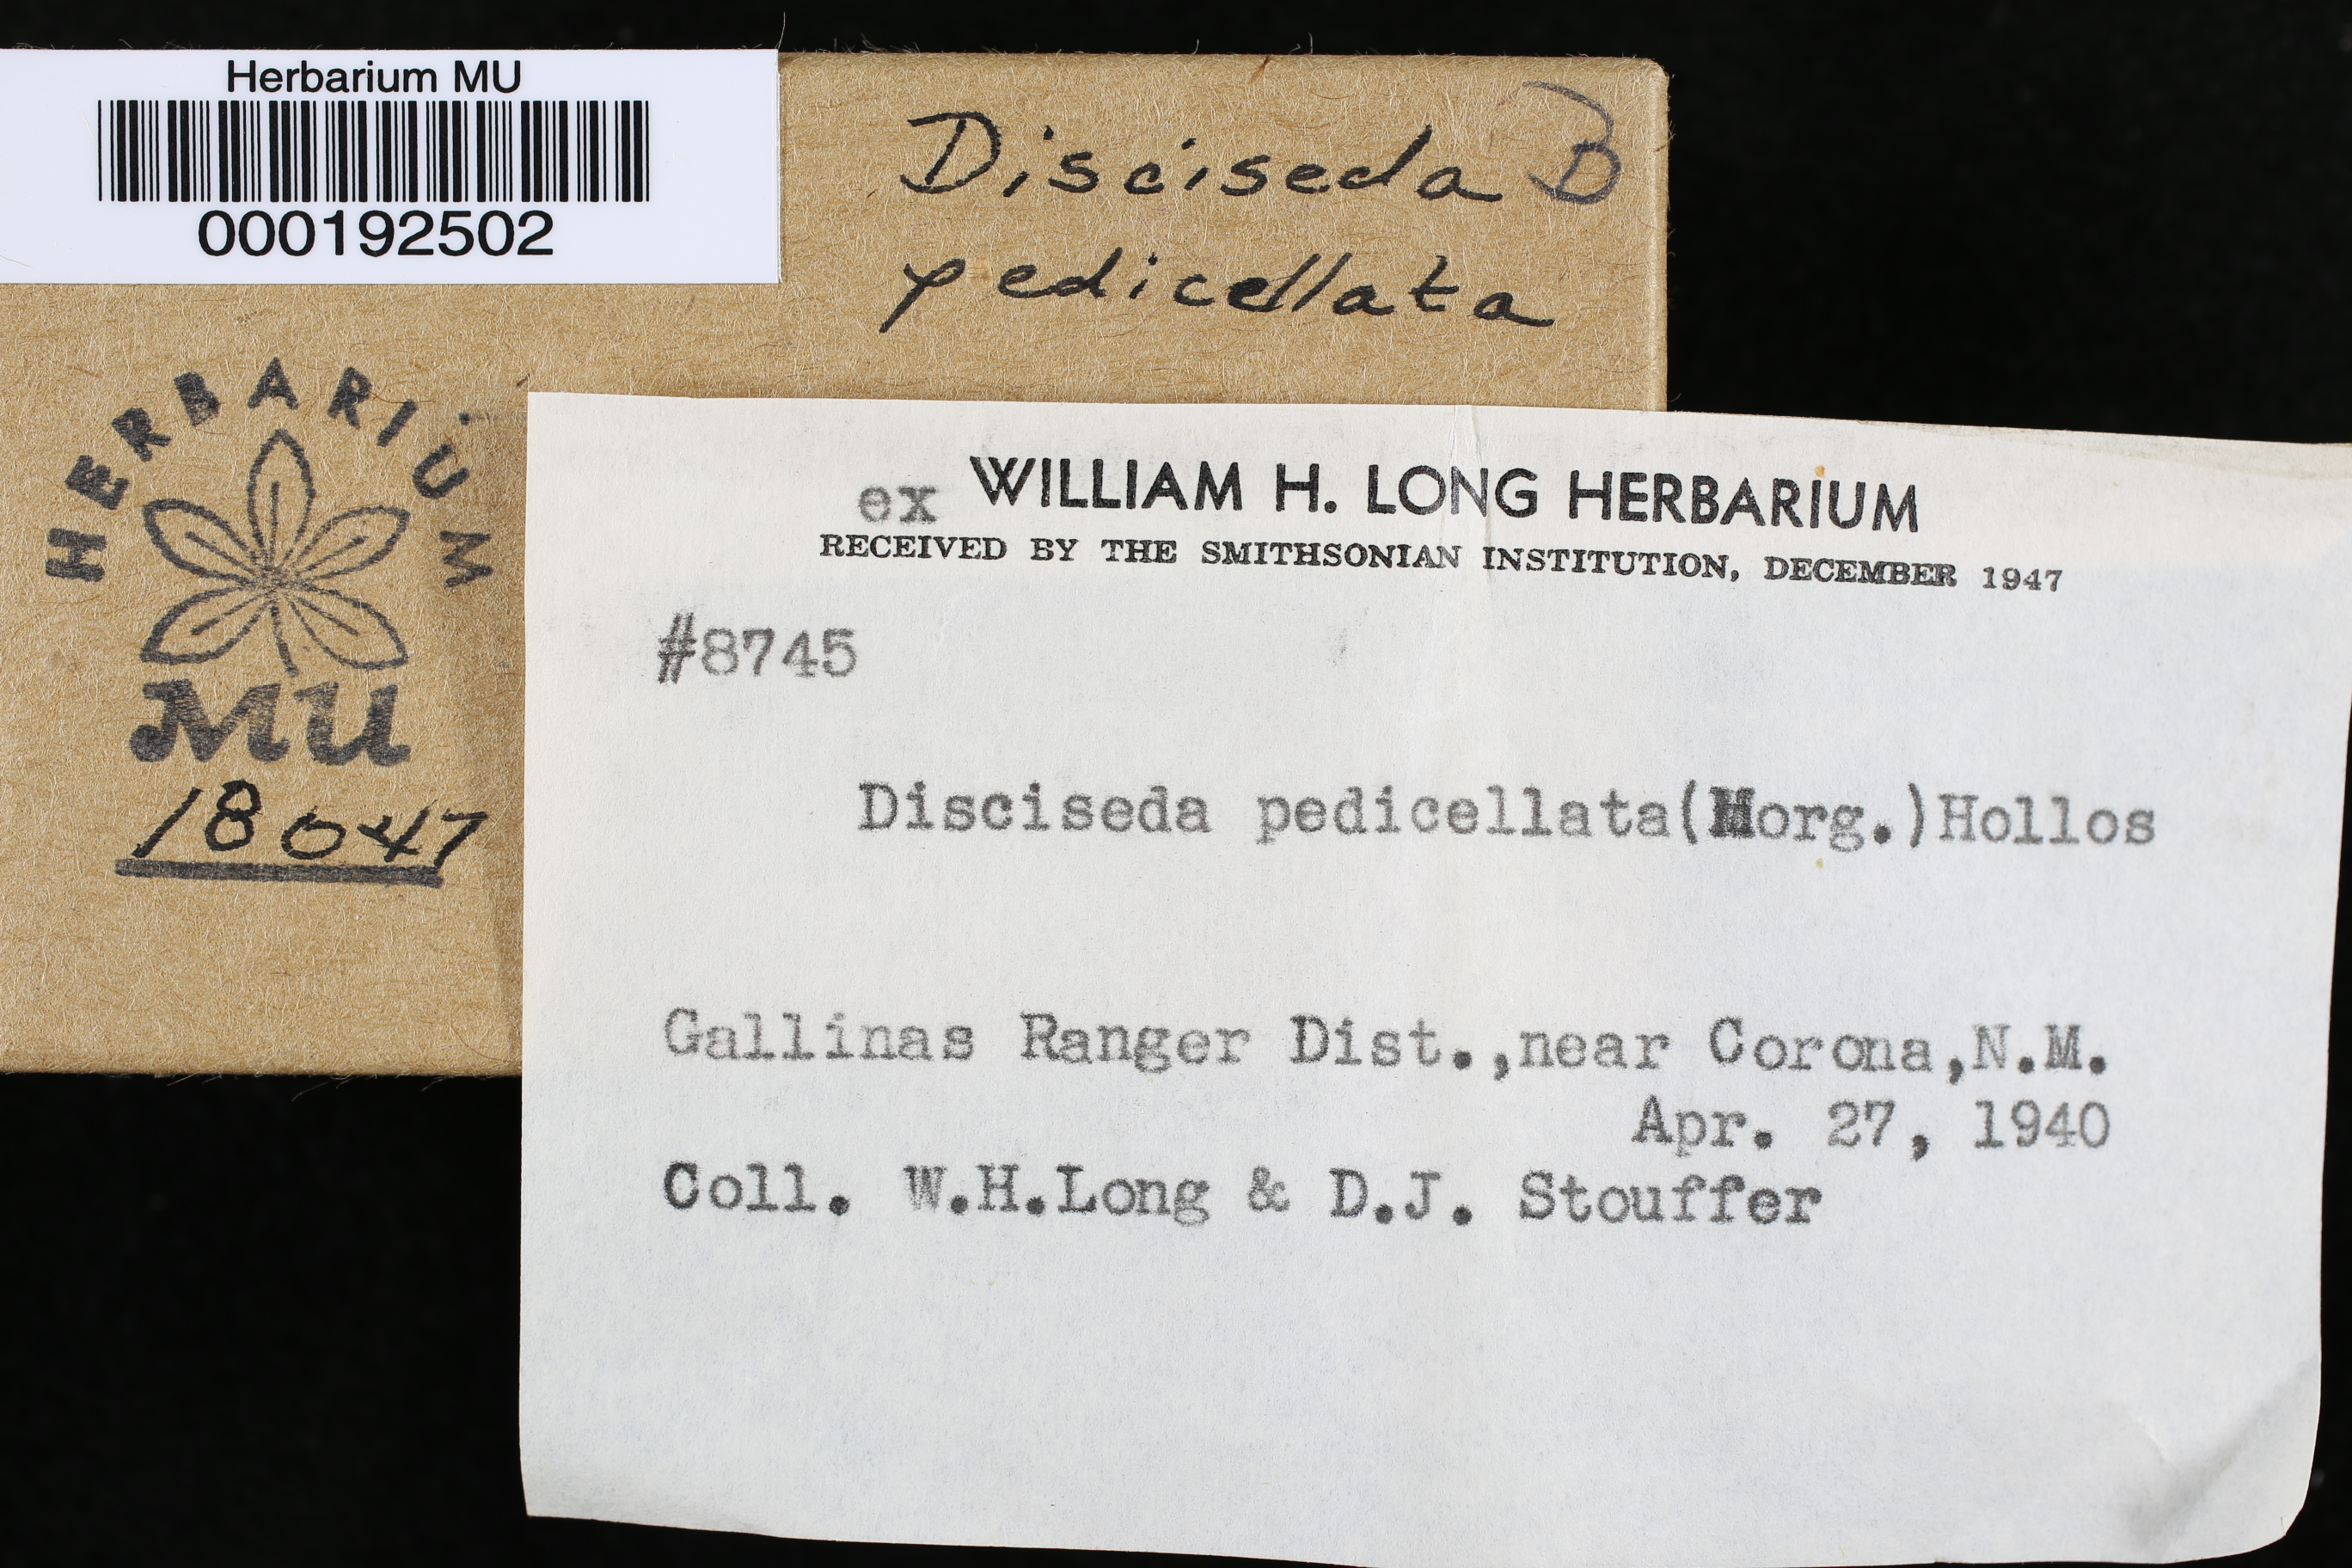 Herbarium MU
000192502
Disciseda B
pedicellata
HERBARIUM
MU
18047
ex WILLIAM H. LONG HERBARIUM
RECEIVED BY THE SMITHSONIAN INSTITUTION, DECEMBER 1947
#8745
Disciseda pedicellata(Morg.)Hollos
Gallinas Ranger Dist.,near Corona,N.M.
Apr. 27, 1940
Coll. W.H.Long & D.J. Stouffer